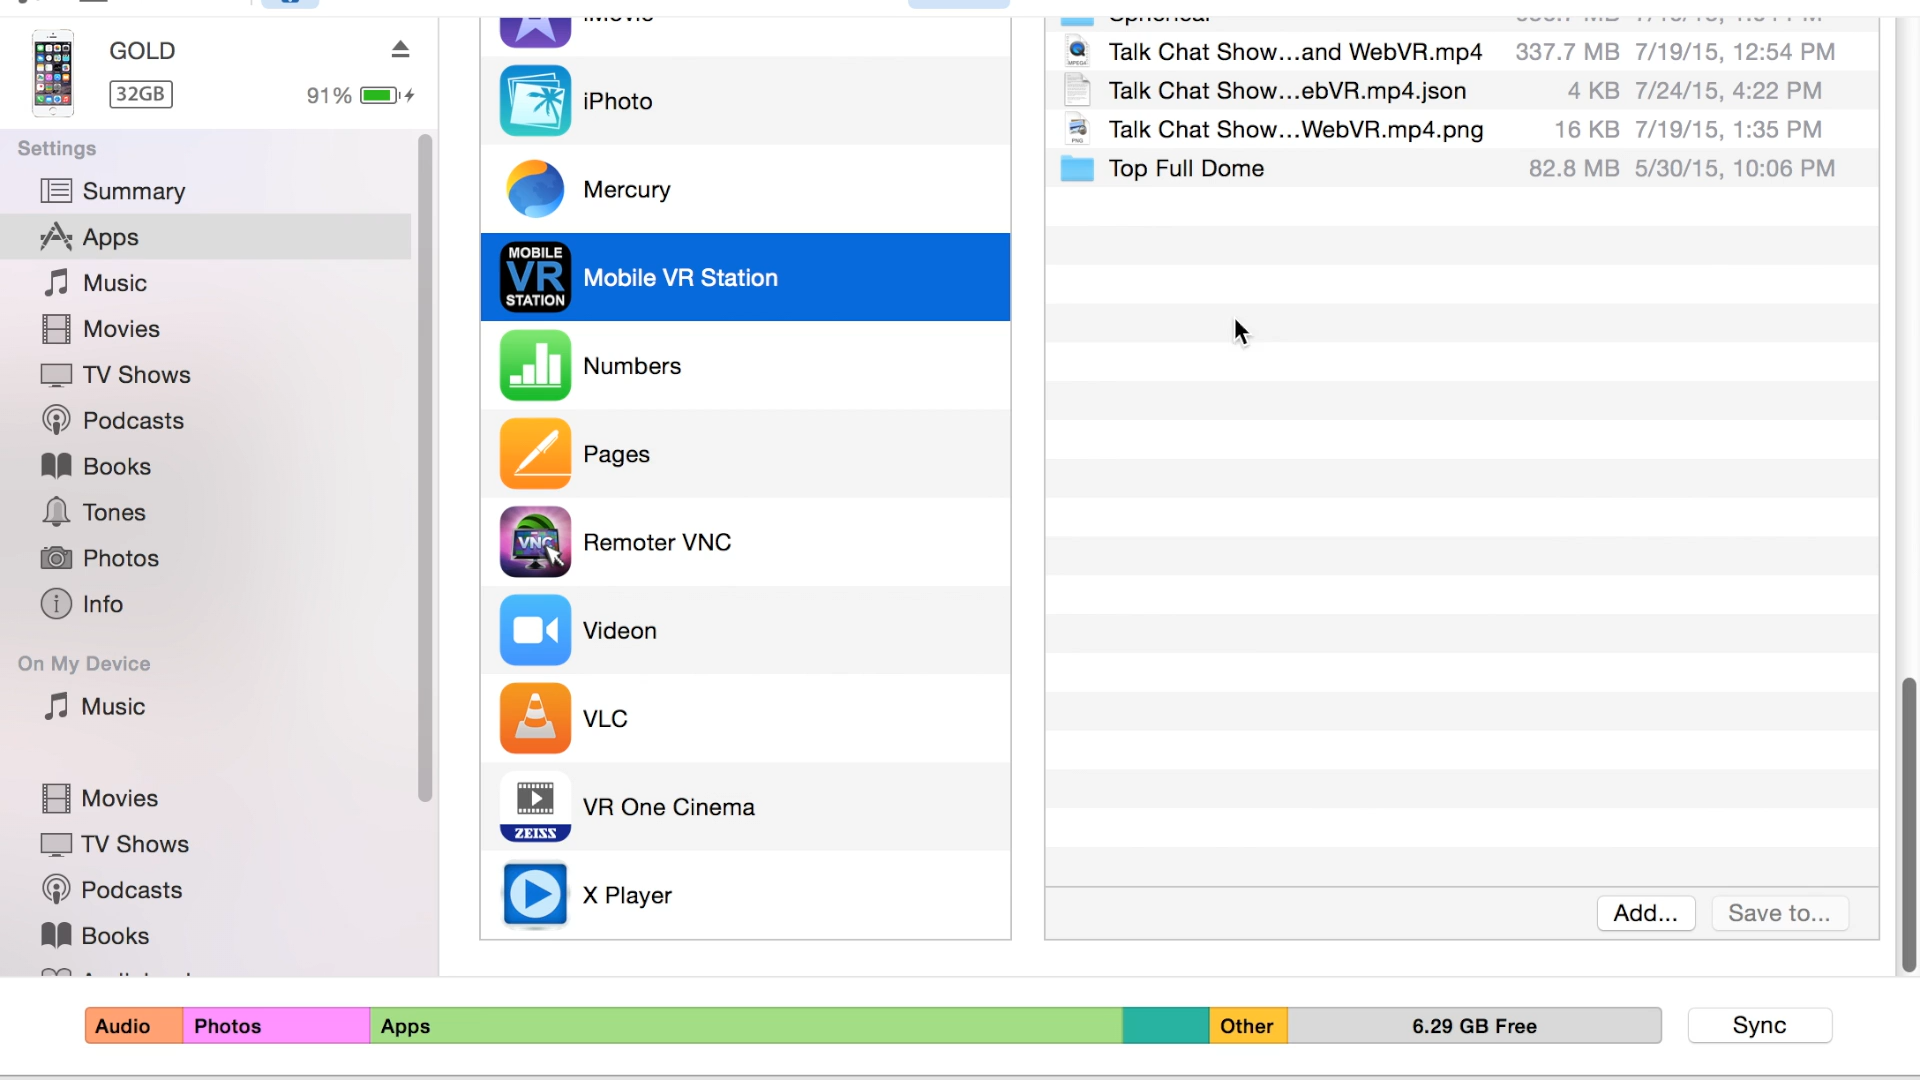 GOLD
32GB
91%
Settings
Summary
Apps
Music
Movies
TV Shows
Podcasts
Books
Tones
Photos
Info
On My Device
Music
Movies
TV Shows
Podcasts
Books
iPhoto
Mercury
MOBILE
VR
STATION
Mobile VR Station
Numbers
Pages
VNC
Remoter VNC
Videon
VLC
ZEISS
VR One Cinema
X Player
Talk Chat Show...and WebVR.mp4 337.7 MB 7/19/15, 12:54 PM
Talk Chat Show...ebVR.mp4.json 4 KB 7/24/15, 4:22 PM
Talk Chat Show...WebVR.mp4.png 16 KB 7/19/15, 1:35 PM
Top Full Dome 82.8 MB 5/30/15, 10:06 PM
Add... Save to...
Audio Photos Apps Other 6.29 GB Free Sync